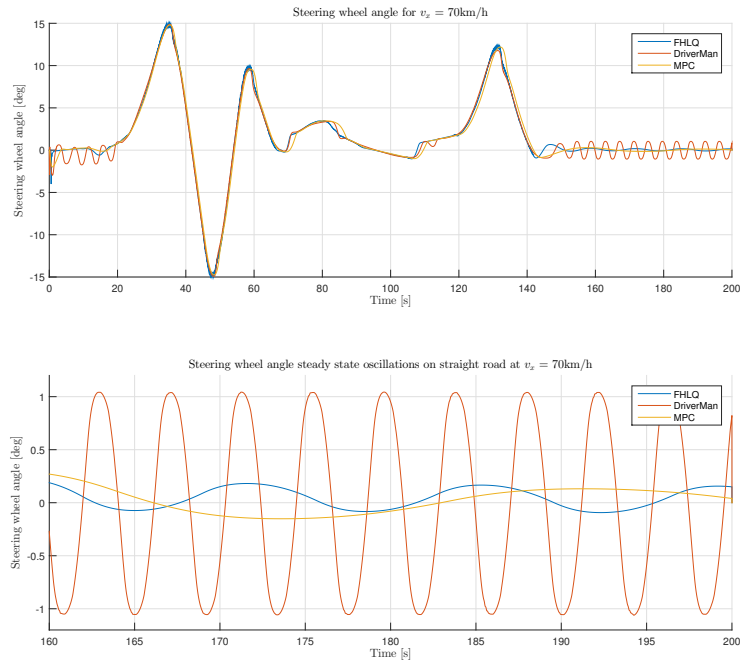 Steering wheel angle for v_x = 70km/h
Steering wheel angle [deg]
15
10
5
0
-5
-10
-15
FHLQ
DriverMan
MPC
0 20 40 60 80 100 120 140 160 180 200
Time [s]
Steering wheel angle steady state oscillations on straight road at v_x = 70km/h
Steering wheel angle [deg]
1
0.5
0
-0.5
-1
FHLQ
DriverMan
MPC
160 165 170 175 180 185 190 195 200
Time [s]